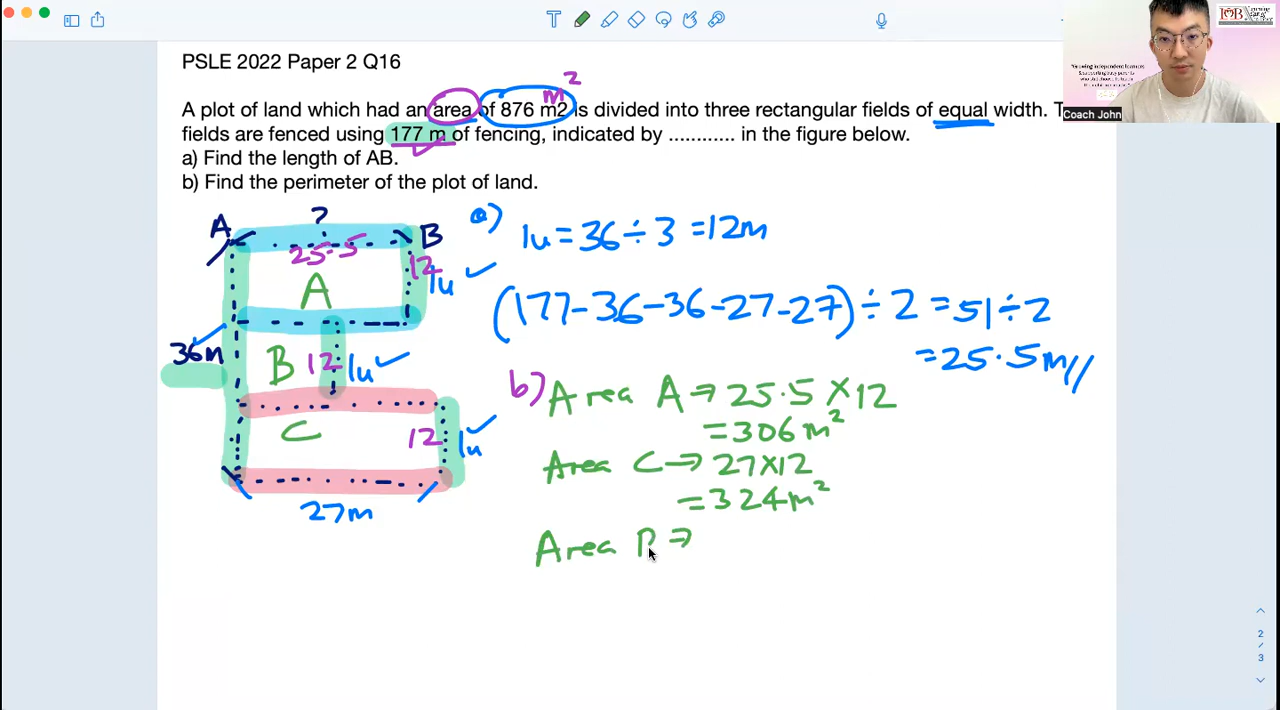 PSLE 2022 Paper 2 Q16
A plot of land which had an area of 876 m2 is divided into three rectangular fields of equal width. T
m²
fields are fenced using 177 m of fencing, indicated by ............ in the figure below.
a) Find the length of AB.
b) Find the perimeter of the plot of land.
Coach John
A ? B
25.5
12
1u
A
36m
B 12 1u
C 12 1u
27m
a) 1u = 36 ÷ 3 = 12m
(177-36-36-27-27) ÷ 2 = 51 ÷ 2
= 25.5m//
b) Area A → 25.5 × 12
= 306 m²
Area C → 27×12
= 324m²
Area B →
2
/
3